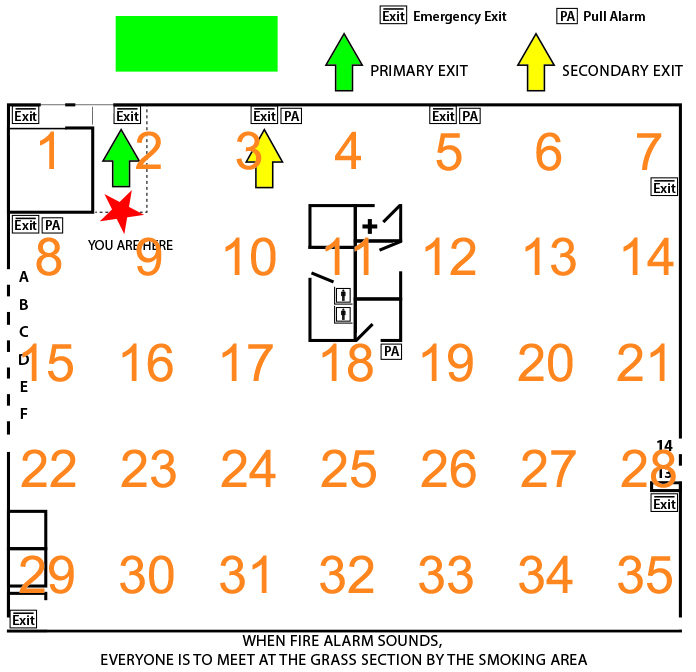 Exit Emergency Exit
PA Pull Alarm
PRIMARY EXIT
SECONDARY EXIT
Exit
Exit
Exit PA
Exit PA
1 2 3 4 5 6 7
Exit
Exit PA
YOU ARE HERE
8 9 10 11 12 13 14
A
B
C
D
E
F
PA
15 16 17 18 19 20 21
14
22 23 24 25 26 27 28
13
Exit
29 30 31 32 33 34 35
Exit
WHEN FIRE ALARM SOUNDS,
EVERYONE IS TO MEET AT THE GRASS SECTION BY THE SMOKING AREA